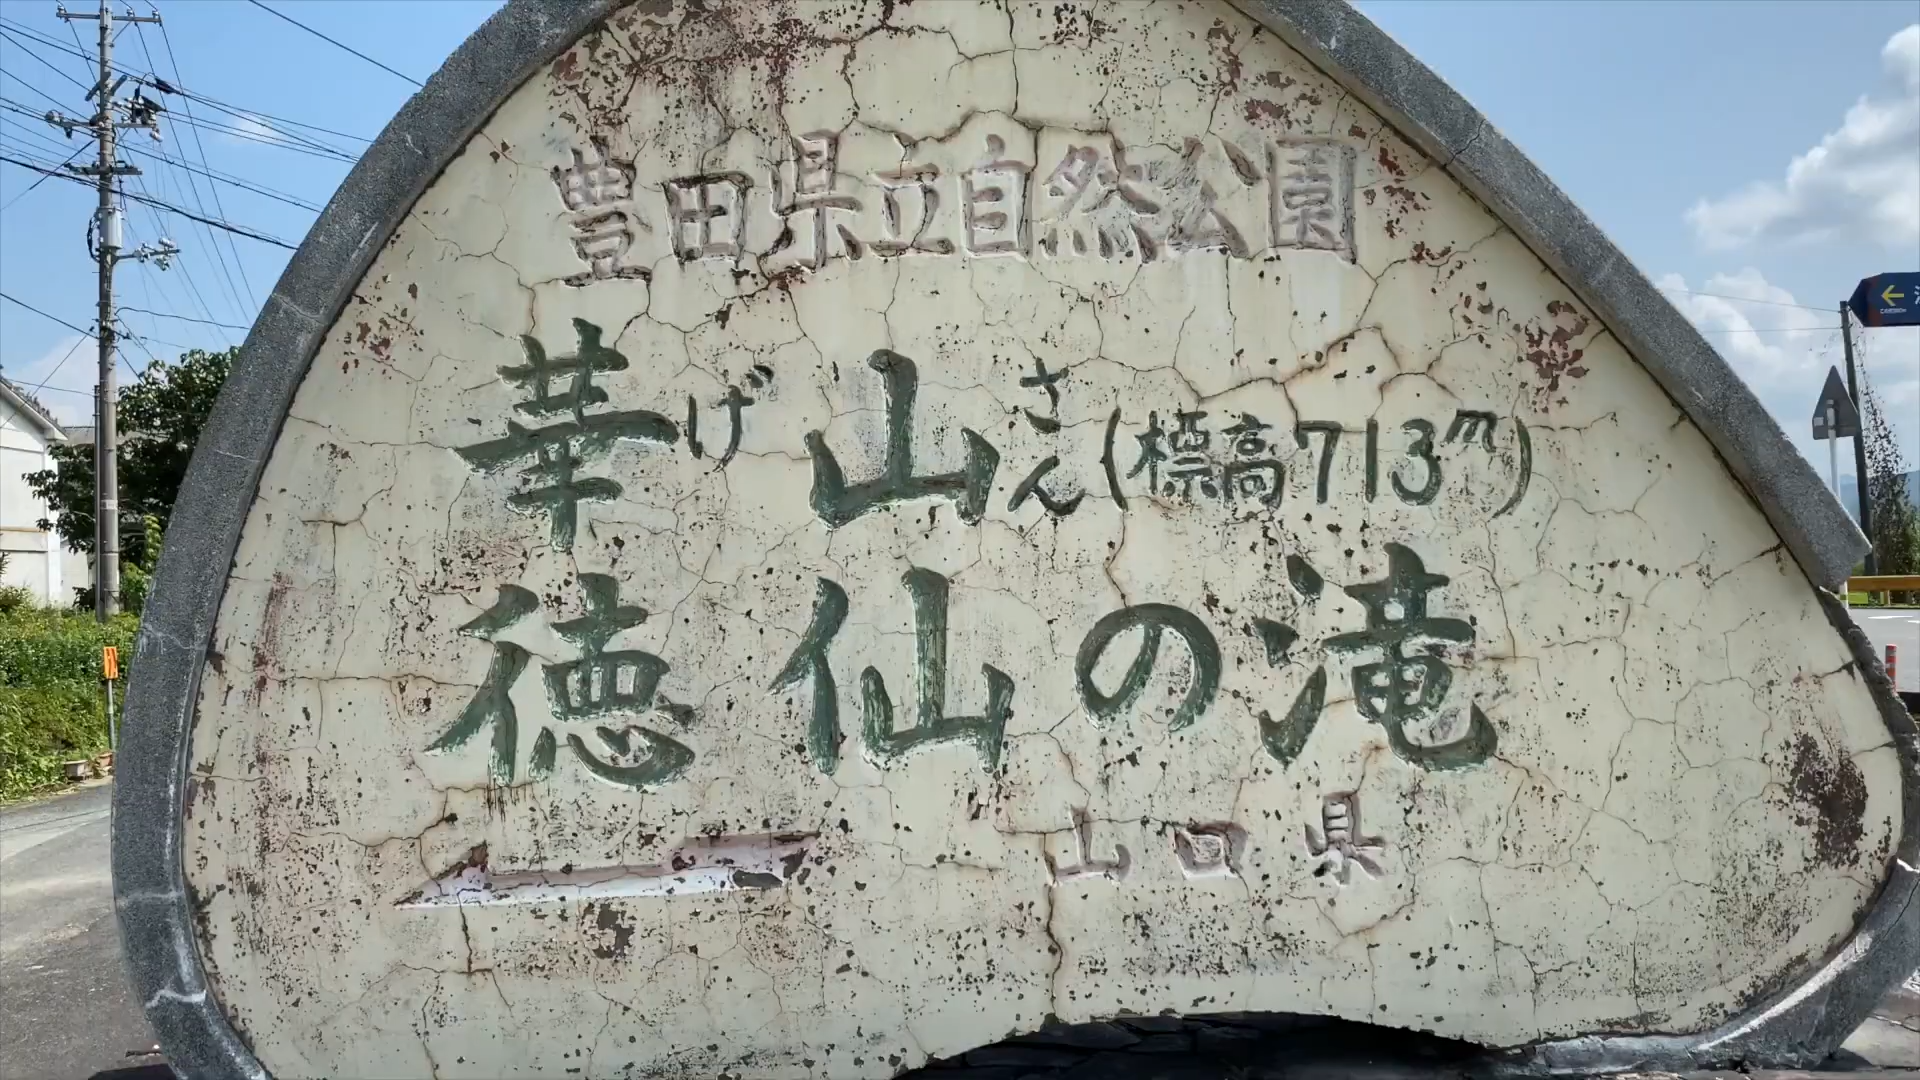 豊田県立自然公園
華げ山さん(標高713m)
徳仙の滝
山口県